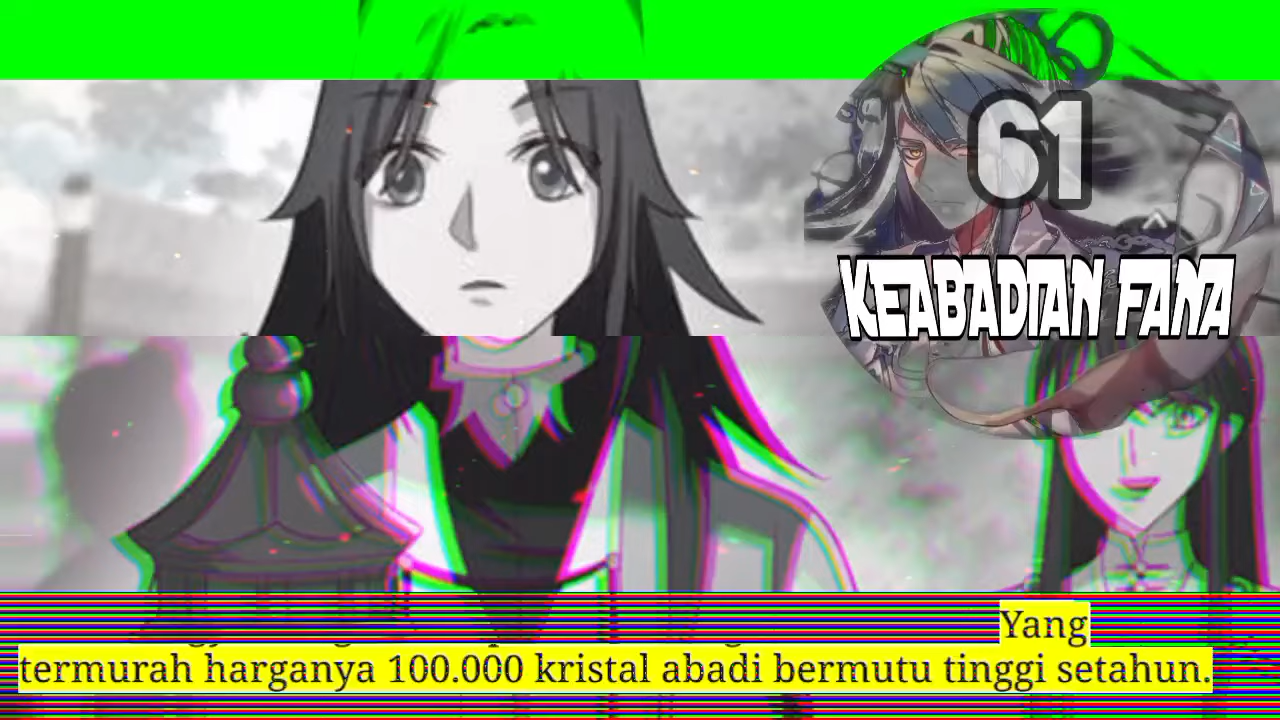 61
KEABADIAN FANA
Yang
termurah harganya 100.000 kristal abadi bermutu tinggi setahun.